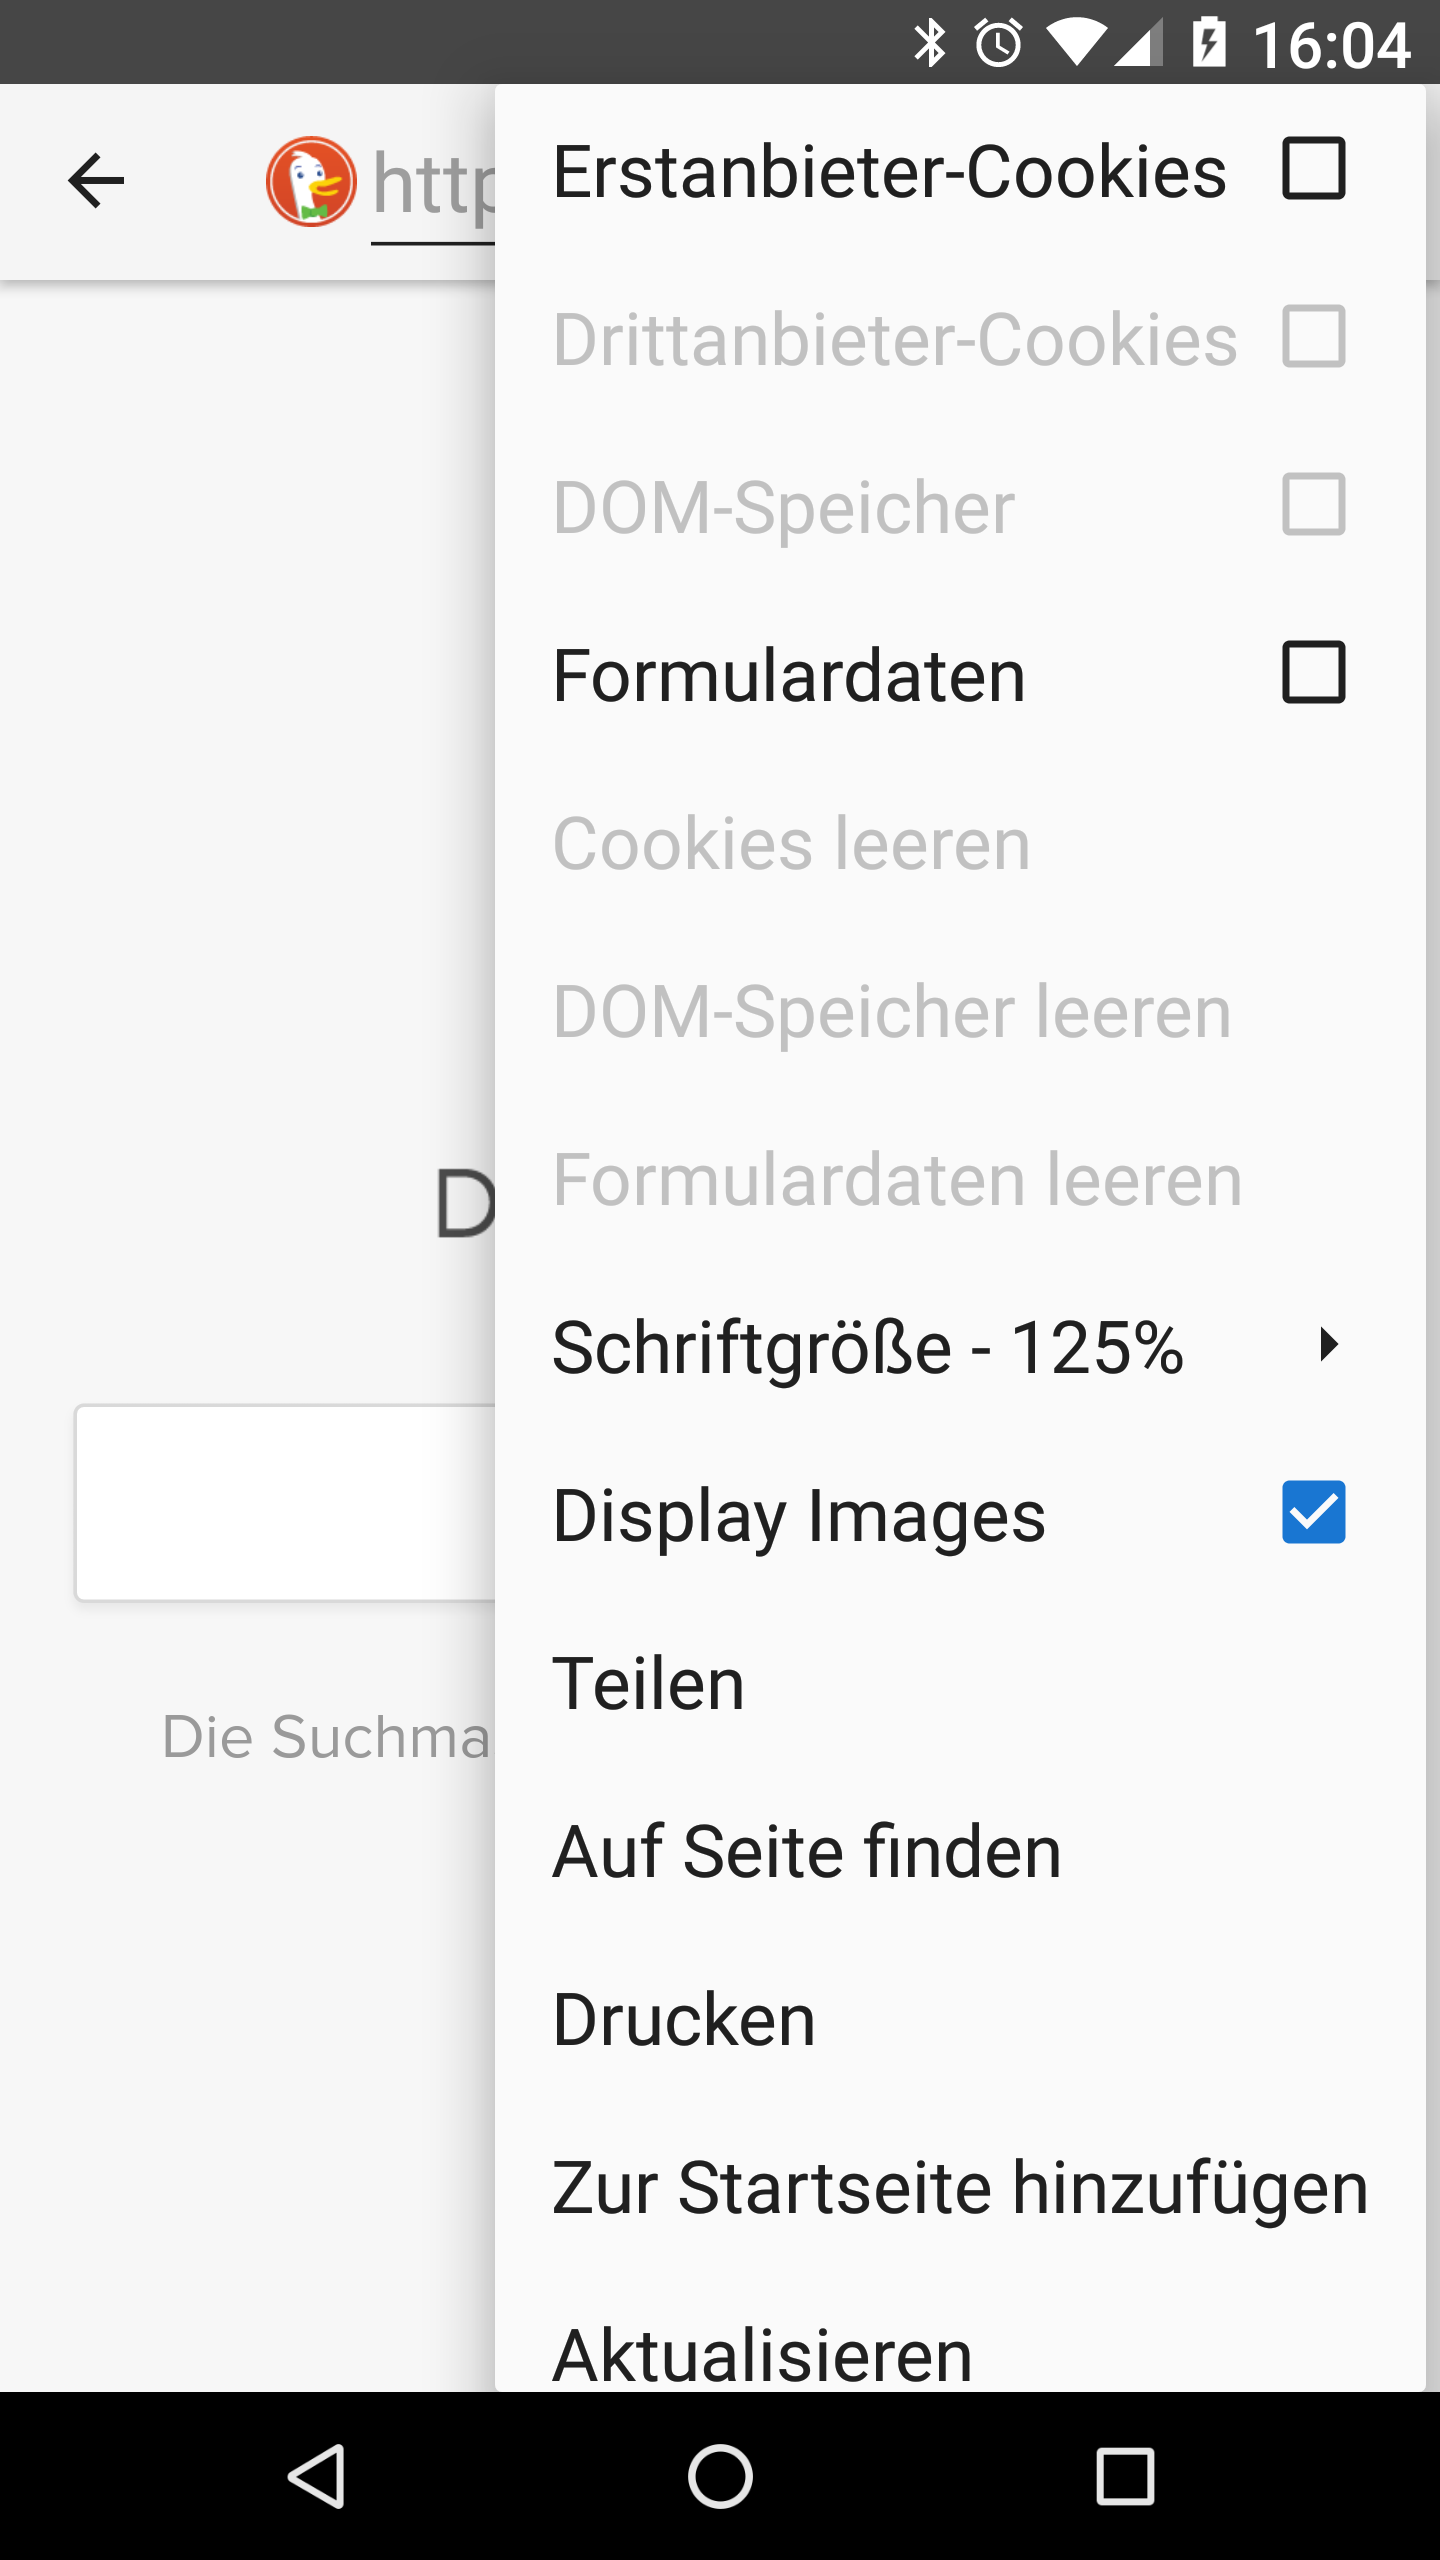 16:04
http
Erstanbieter-Cookies
Drittanbieter-Cookies
DOM-Speicher
Formulardaten
Cookies leeren
DOM-Speicher leeren
Formulardaten leeren
D
Schriftgröße - 125%
Display Images
Teilen
Die Suchma
Auf Seite finden
Drucken
Zur Startseite hinzufügen
Aktualisieren